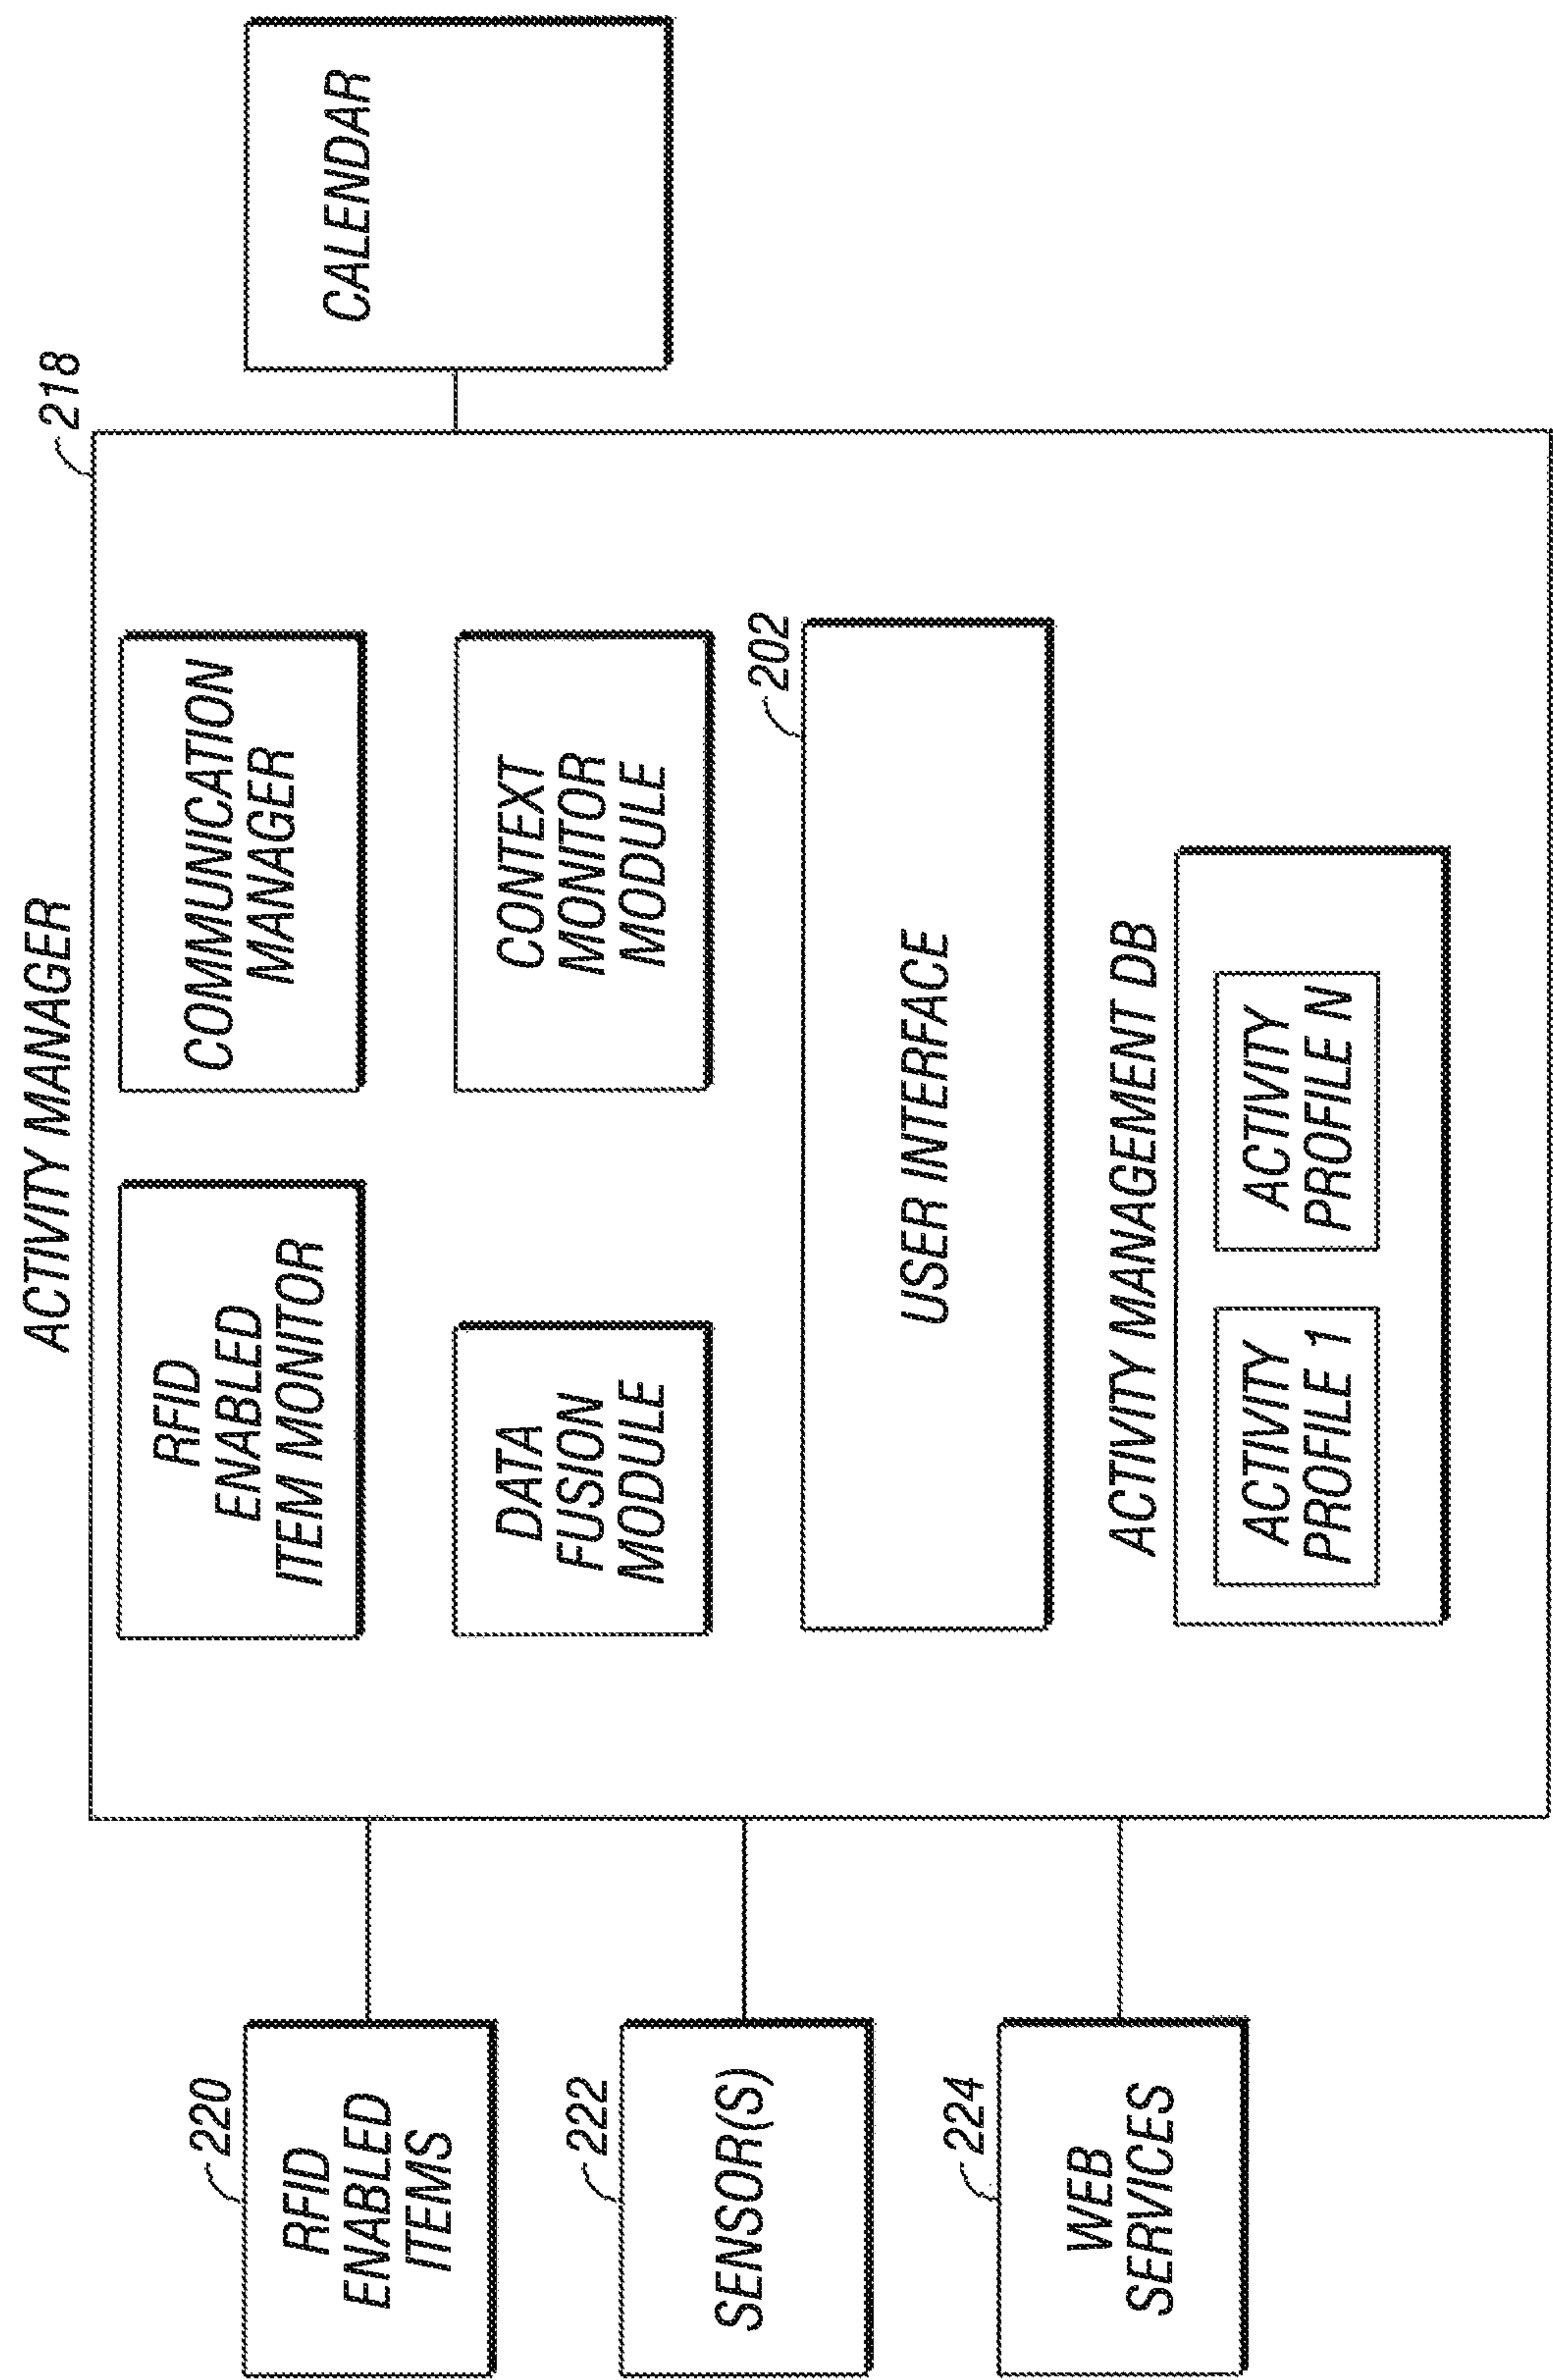 ACTIVITY MANAGER
218
220
RFID
ENABLED
ITEMS
222
SENSOR(S)
224
WEB
SERVICES
RFID
ENABLED
ITEM MONITOR
COMMUNICATION
MANAGER
DATA
FUSION
MODULE
CONTEXT
MONITOR
MODULE
202
USER INTERFACE
ACTIVITY MANAGEMENT DB
ACTIVITY
PROFILE 1
ACTIVITY
PROFILE N
CALENDAR